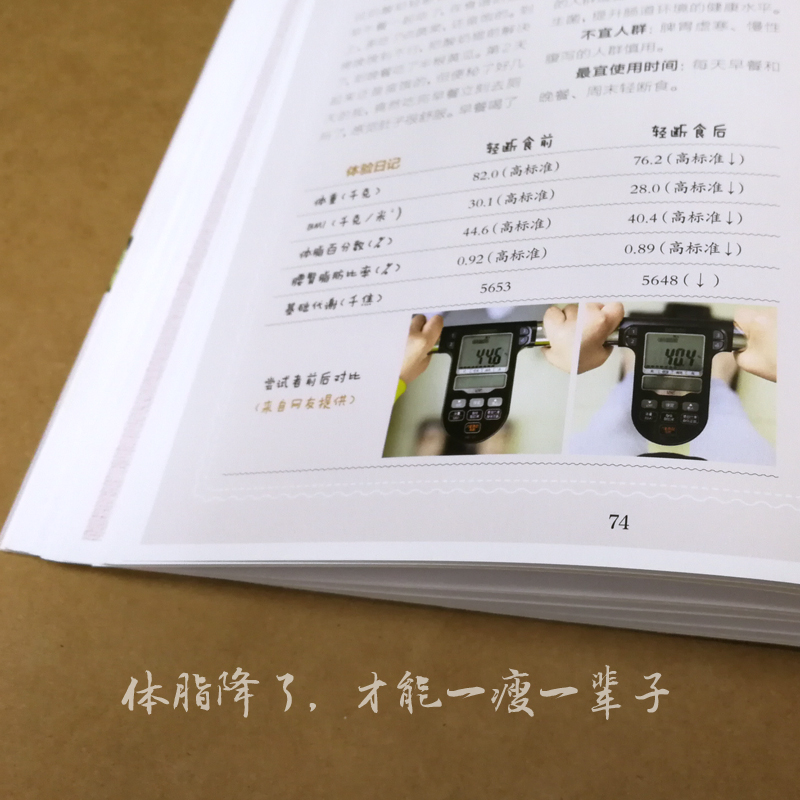 生菌，提升肠道环境的健康水平。
不宜人群：脾胃虚寒、慢性
腹泻的人群慎用。
最宜使用时间：每天早餐和
晚餐、周末轻断食。
体验日记 轻断食前 轻断食后
体重(千克) 82.0(高标准) 76.2(高标准↓)
BMI(千克/米²) 30.1(高标准) 28.0(高标准↓)
体脂百分数(%) 44.6(高标准) 40.4(高标准↓)
腰臀脂肪比率(%) 0.92(高标准) 0.89(高标准↓)
基础代谢(千焦) 5653 5648(↓)
尝试者前后对比
(来自网友提供)
44.6
40.4
74
体脂降了，才能一瘦一辈子